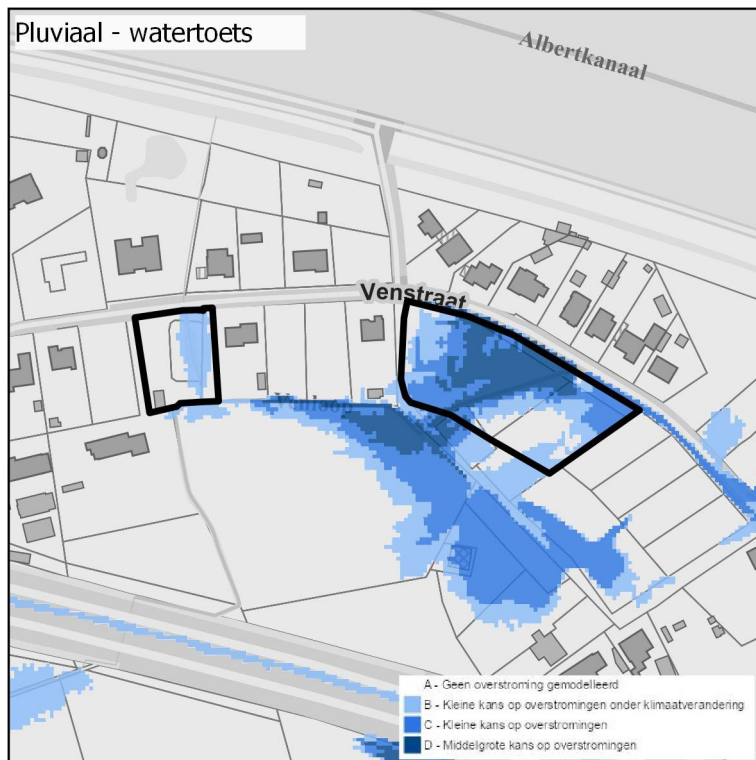 Pluviaal - watertoets
Albertkanaal
Venstraat
A - Geen overstroming gemodelleerd
B - Kleine kans op overstromingen onder klimaatverandering
C - Kleine kans op overstromingen
D - Middelgrote kans op overstromingen